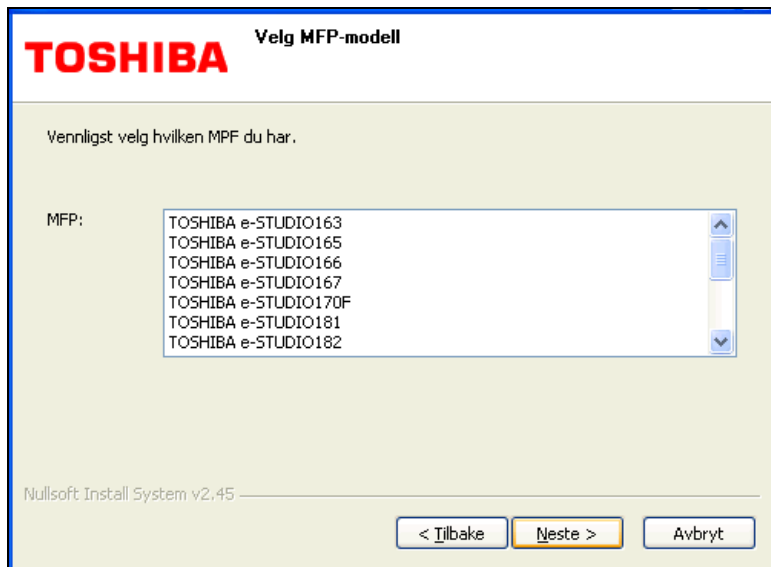 TOSHIBA
Velg MFP-modell
Vennligst velg hvilken MPF du har.
MFP:
TOSHIBA e-STUDIO163
TOSHIBA e-STUDIO165
TOSHIBA e-STUDIO166
TOSHIBA e-STUDIO167
TOSHIBA e-STUDIO170F
TOSHIBA e-STUDIO181
TOSHIBA e-STUDIO182
Nullsoft Install System v2.45
< Tilbake
Neste >
Avbryt